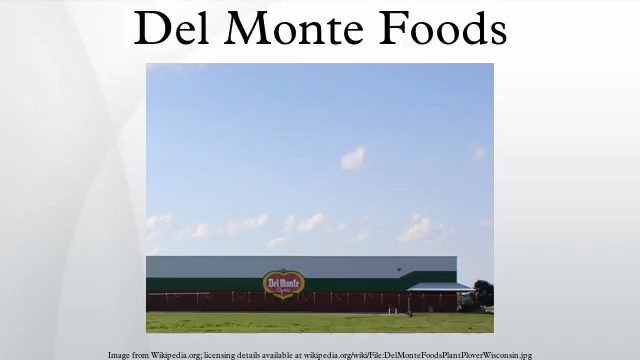 Del Monte Foods
Del Monte
Quality
Image from Wikipedia.org; licensing details available at wikipedia.org/wiki/File:DelMonteFoodsPlantPloverWisconsin.jpg